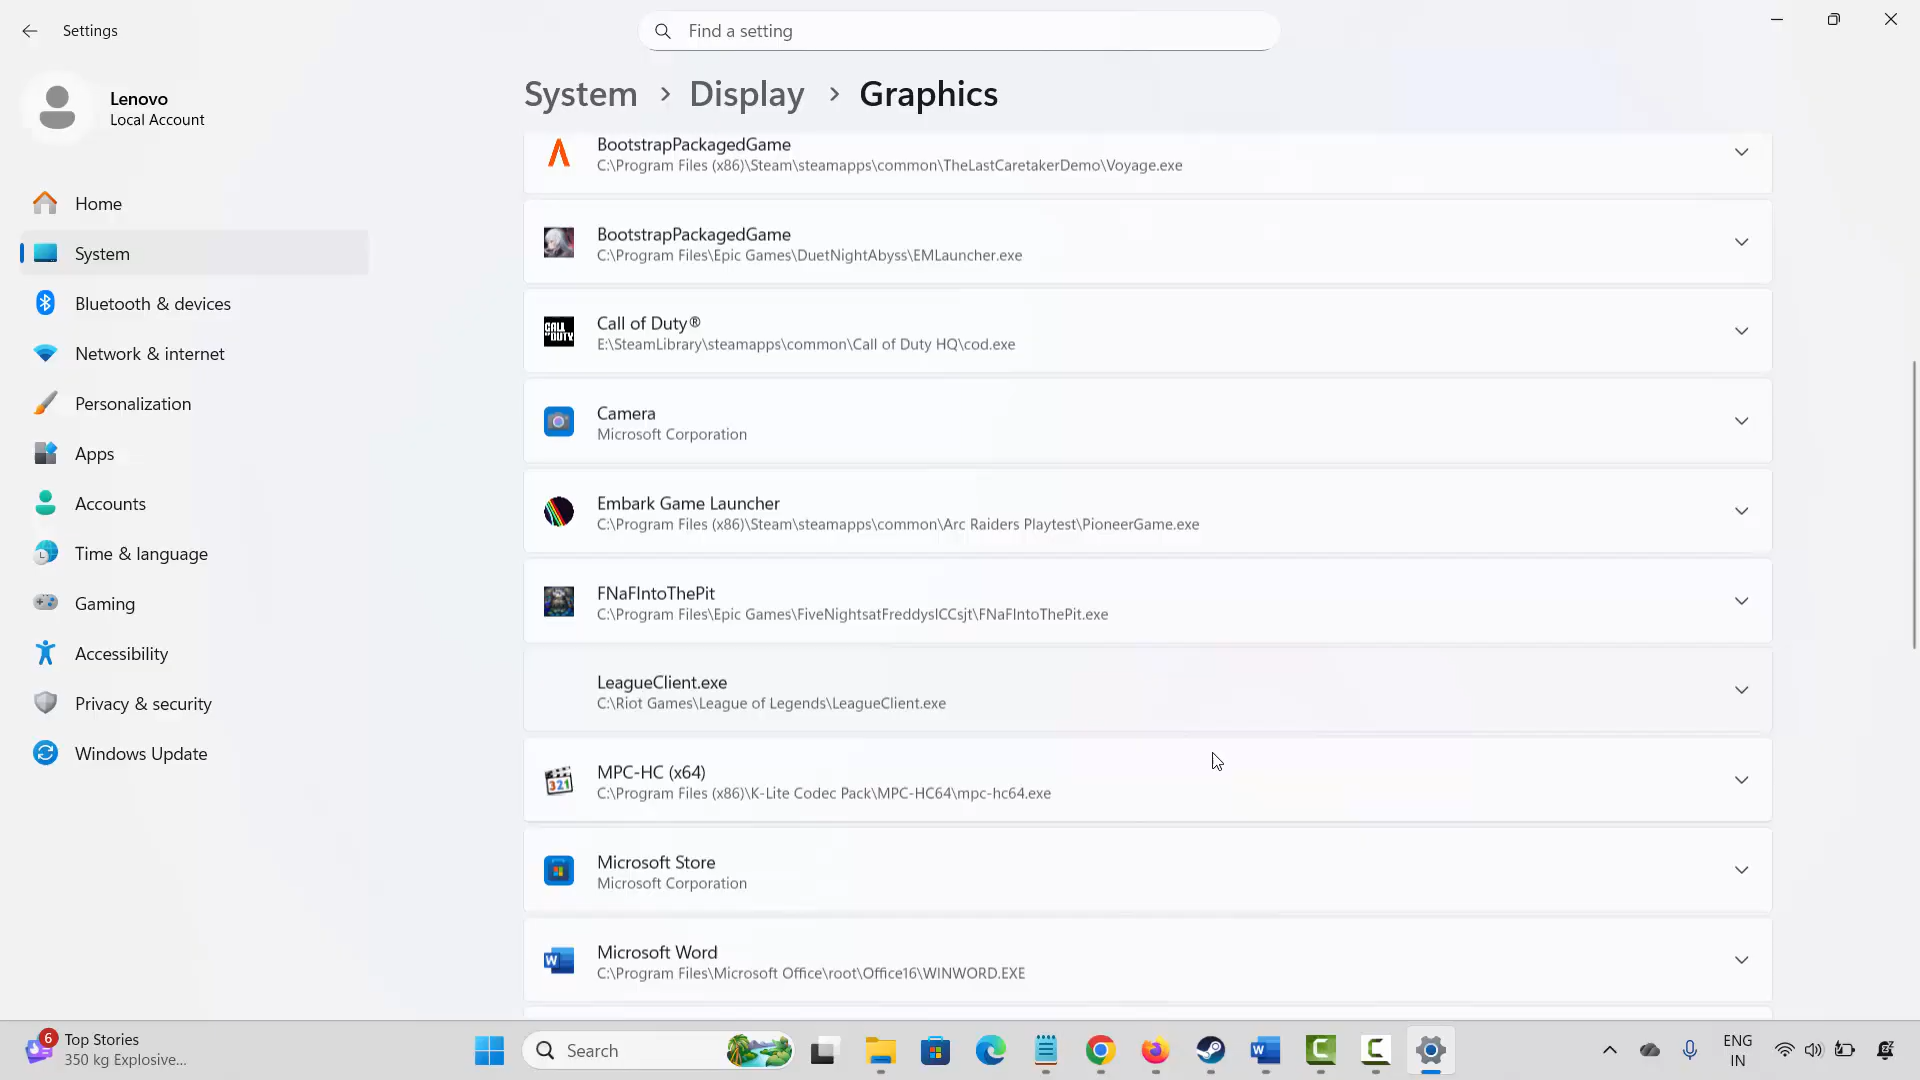 Settings
Find a setting
Lenovo
Local Account
System > Display > Graphics
Home
System
Bluetooth & devices
Network & internet
Personalization
Apps
Accounts
Time & language
Gaming
Accessibility
Privacy & security
Windows Update
BootstrapPackagedGame
C:\Program Files (x86)\Steam\steamapps\common\TheLastCaretakerDemo\Voyage.exe
BootstrapPackagedGame
C:\Program Files\Epic Games\DuetNightAbyss\EMLauncher.exe
CALL OF DUTY
Call of Duty®
E:\SteamLibrary\steamapps\common\Call of Duty HQ\cod.exe
Camera
Microsoft Corporation
Embark Game Launcher
C:\Program Files (x86)\Steam\steamapps\common\Arc Raiders Playtest\PioneerGame.exe
FNaFIntoThePit
C:\Program Files\Epic Games\FiveNightsatFreddysICCsjt\FNaFIntoThePit.exe
LeagueClient.exe
C:\Riot Games\League of Legends\LeagueClient.exe
321
MPC-HC (x64)
C:\Program Files (x86)\K-Lite Codec Pack\MPC-HC64\mpc-hc64.exe
Microsoft Store
Microsoft Corporation
W
Microsoft Word
C:\Program Files\Microsoft Office\root\Office16\WINWORD.EXE
6
Top Stories
350 kg Explosive...
Search
W
C
C
ENG
IN